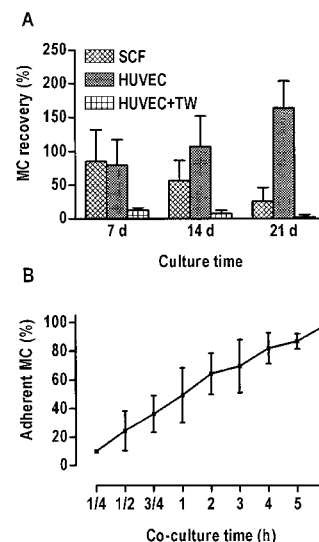 A
MC recovery (%)
250
200
150
100
50
0
SCF
HUVEC
HUVEC+TW
7 d 14 d 21 d
Culture time
B
Adherent MC (%)
100
80
60
40
20
0
1/4 1/2 3/4 1 2 3 4 5
Co-culture time (h)